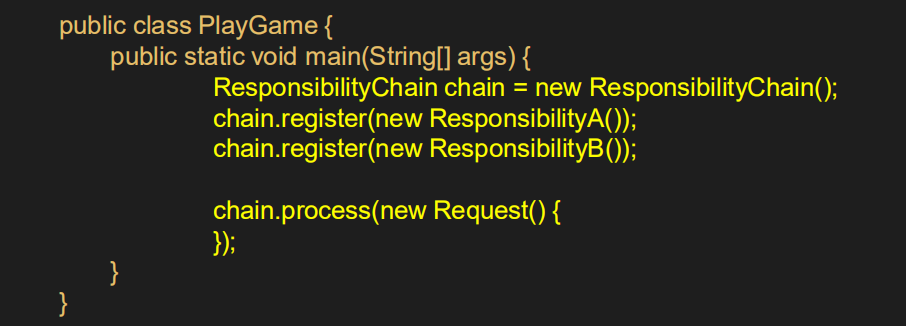 public class PlayGame {
public static void main(String[] args) {
ResponsibilityChain chain = new ResponsibilityChain();
chain.register(new ResponsibilityA());
chain.register(new ResponsibilityB());
chain.process(new Request() {
});
}
}